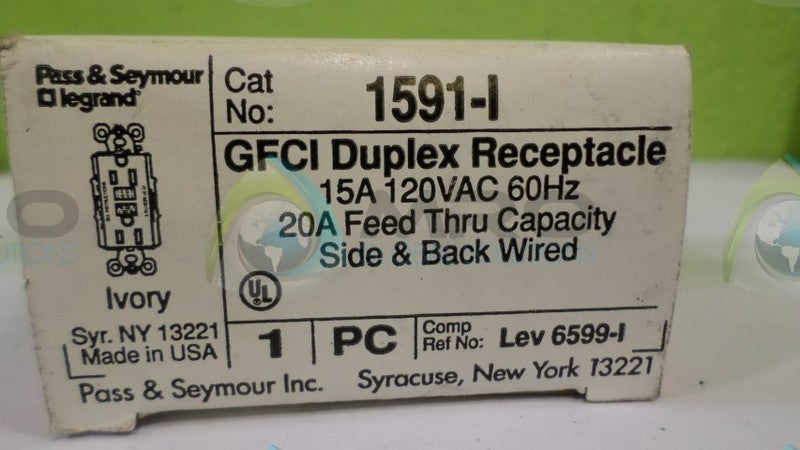 Pass & Seymour
legrand®
Cat
No:
1591-I
GFCI Duplex Receptacle
15A 120VAC 60Hz
20A Feed Thru Capacity
Side & Back Wired
Ivory
UL
Syr. NY 13221
Made in USA
1
PC
Comp
Ref No:
Lev 6599-I
Pass & Seymour Inc.
Syracuse, New York 13221